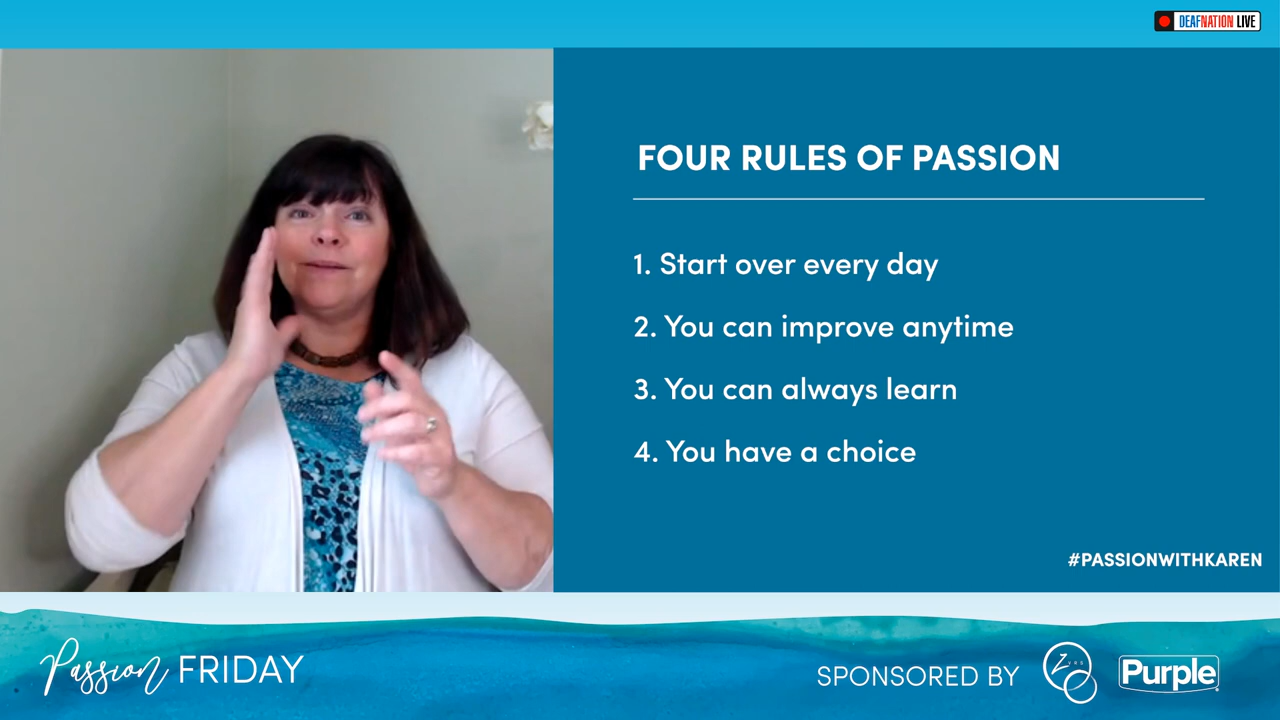 DEAFNATION LIVE
FOUR RULES OF PASSION
1. Start over every day
2. You can improve anytime
3. You can always learn
4. You have a choice
#PASSIONWITHKAREN
Passion FRIDAY
SPONSORED BY
ZVRS
Purple